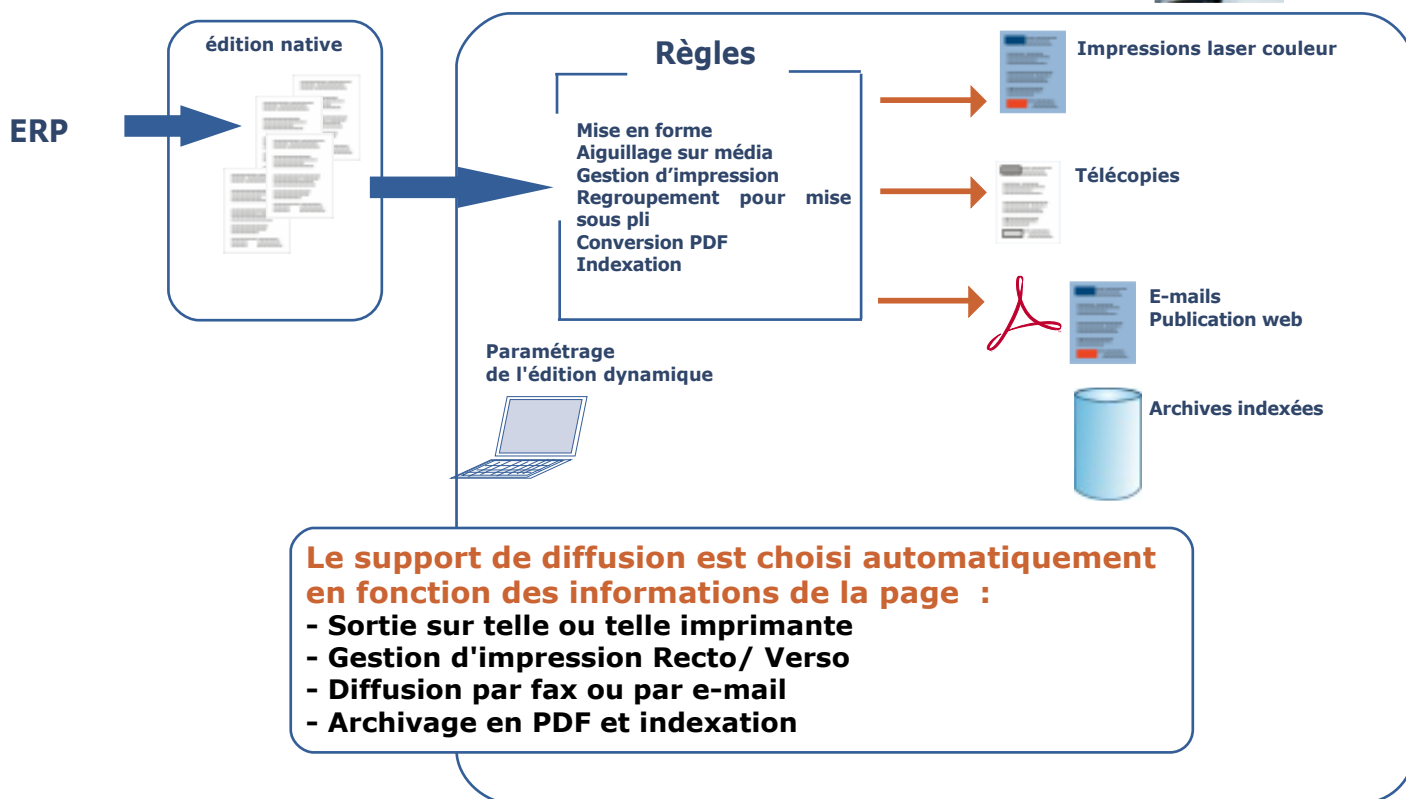 ERP
édition native
Règles
Mise en forme
Aiguillage sur média
Gestion d’impression
Regroupement pour mise
sous pli
Conversion PDF
Indexation
Impressions laser couleur
Télécopies
E-mails
Publication web
Archives indexées
Paramétrage
de l'édition dynamique
Le support de diffusion est choisi automatiquement
en fonction des informations de la page :
- Sortie sur telle ou telle imprimante
- Gestion d'impression Recto/ Verso
- Diffusion par fax ou par e-mail
- Archivage en PDF et indexation